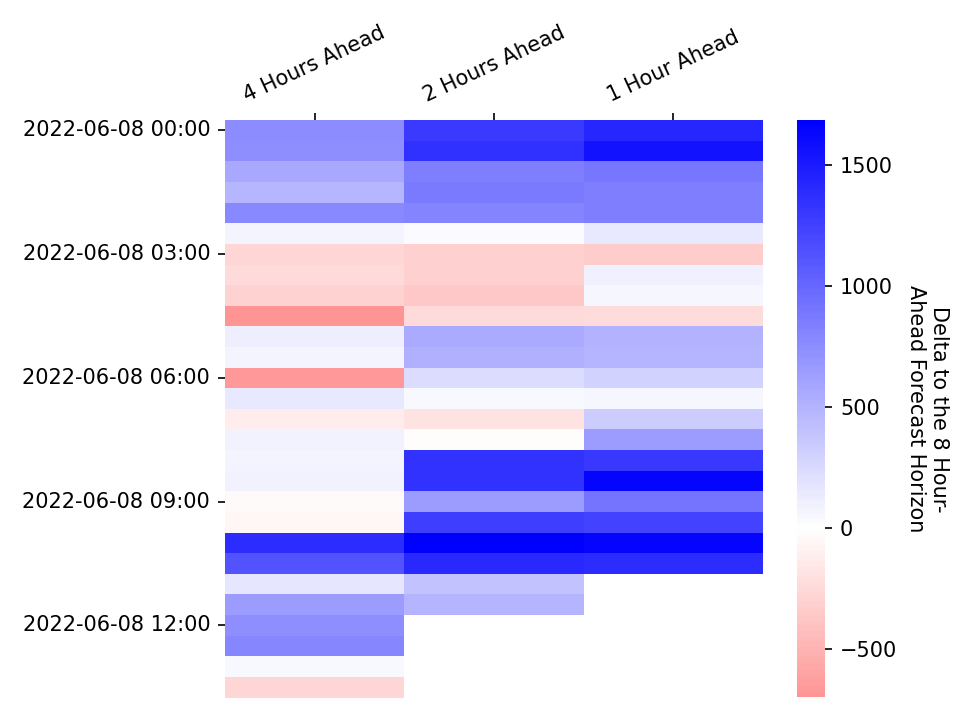 4 Hours Ahead
2 Hours Ahead
1 Hour Ahead
2022-06-08 00:00
2022-06-08 03:00
2022-06-08 06:00
2022-06-08 09:00
2022-06-08 12:00
1500
1000
500
0
−500
Delta to the 8 Hour-
Ahead Forecast Horizon